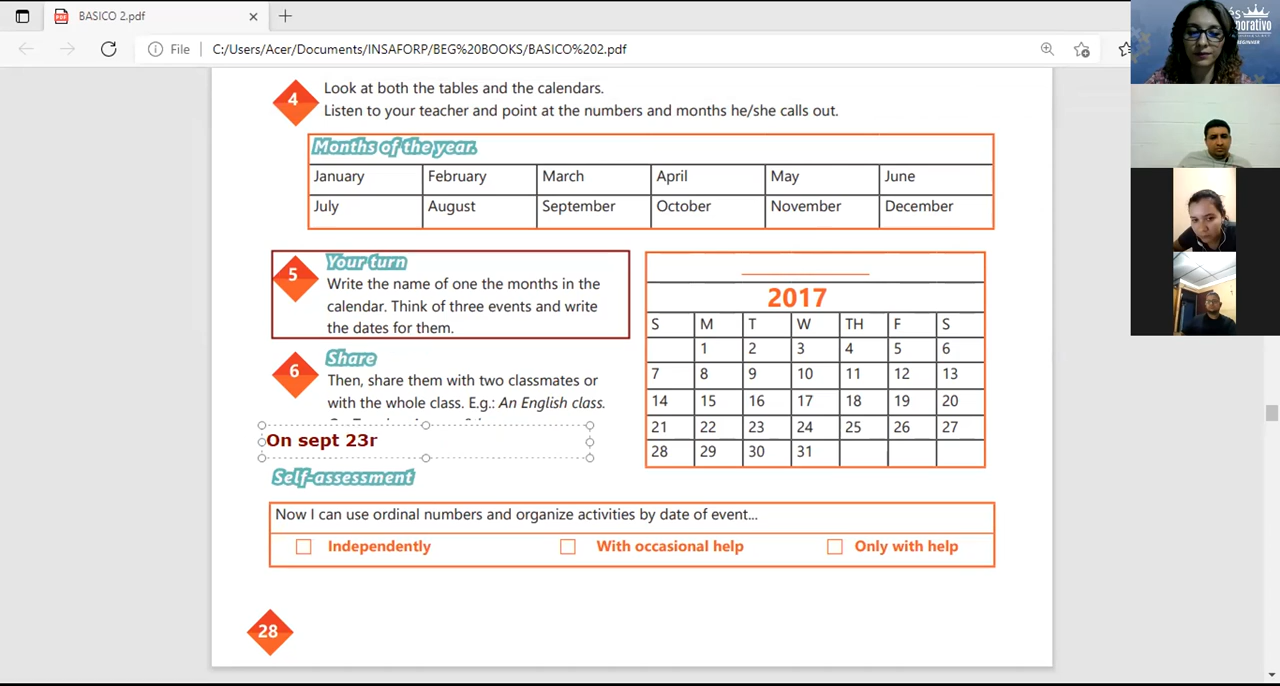 BASICO 2.pdf
File
C:/Users/Acer/Documents/INSAFORP/BEG%20BOOKS/BASICO%202.pdf
4
Look at both the tables and the calendars.
Listen to your teacher and point at the numbers and months he/she calls out.
Months of the year.
January February March April May June
July August September October November December
5
Your turn
Write the name of one the months in the
calendar. Think of three events and write
the dates for them.
6
Share
Then, share them with two classmates or
with the whole class. E.g.: An English class.
On sept 23r
2017
S M T W TH F S
1 2 3 4 5 6
7 8 9 10 11 12 13
14 15 16 17 18 19 20
21 22 23 24 25 26 27
28 29 30 31
Self-assessment
Now I can use ordinal numbers and organize activities by date of event...
Independently With occasional help Only with help
28